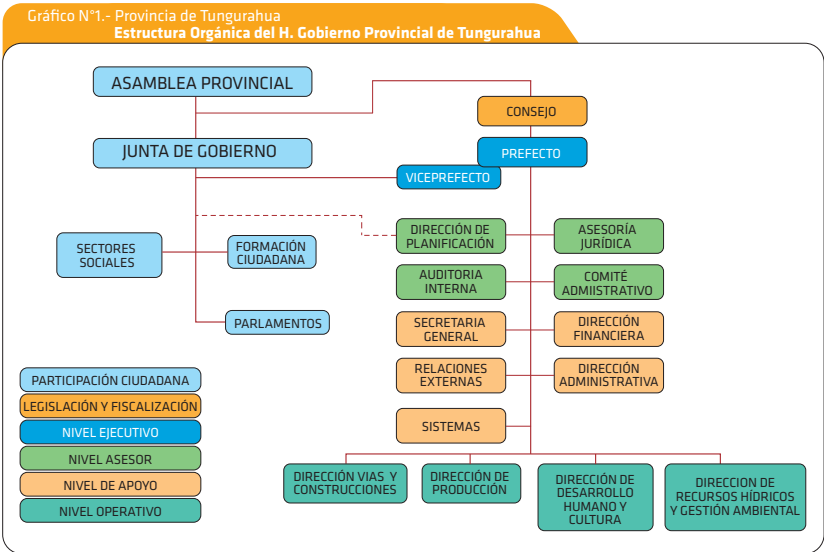 Gráfico N°1.- Provincia de Tungurahua
Estructura Orgánica del H. Gobierno Provincial de Tungurahua
ASAMBLEA PROVINCIAL
CONSEJO
JUNTA DE GOBIERNO
PREFECTO
VICEPREFECTO
SECTORES
SOCIALES
FORMACIÓN
CIUDADANA
PARLAMENTOS
DIRECCIÓN DE
PLANIFICACIÓN
ASESORÍA
JURÍDICA
AUDITORIA
INTERNA
COMITÉ
ADMIISTRATIVO
SECRETARIA
GENERAL
DIRECCIÓN
FINANCIERA
RELACIONES
EXTERNAS
DIRECCIÓN
ADMINISTRATIVA
SISTEMAS
PARTICIPACIÓN CIUDADANA
LEGISLACIÓN Y FISCALIZACIÓN
NIVEL EJECUTIVO
NIVEL ASESOR
NIVEL DE APOYO
NIVEL OPERATIVO
DIRECCIÓN VIAS Y
CONSTRUCCIONES
DIRECCIÓN DE
PRODUCCIÓN
DIRECCIÓN DE
DESARROLLO
HUMANO Y
CULTURA
DIRECCION DE
RECURSOS HÍDRICOS
Y GESTIÓN AMBIENTAL